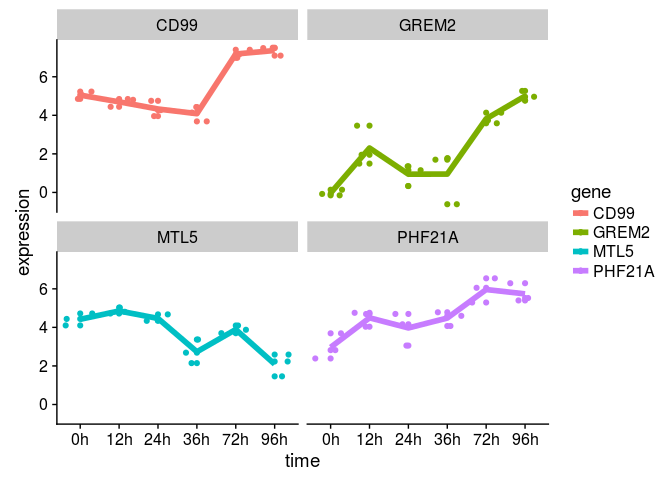 CD99 GREM2
6
4
2
0
MTL5 PHF21A
6
4
2
0
0h 12h 24h 36h 72h 96h 0h 12h 24h 36h 72h 96h
time
expression
gene
CD99
GREM2
MTL5
PHF21A